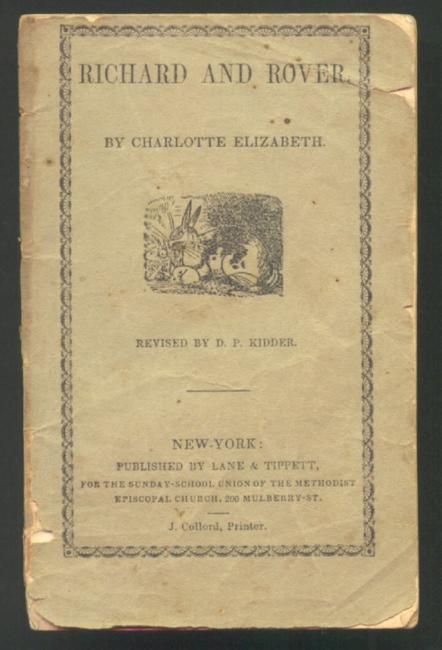 RICHARD AND ROVER.
BY CHARLOTTE ELIZABETH.
REVISED BY D. P. KIDDER.
NEW-YORK:
PUBLISHED BY LANE & TIPPETT,
FOR THE SUNDAY-SCHOOL UNION OF THE METHODIST
EPISCOPAL CHURCH, 200 MULBERRY-ST.
J. Collord, Printer.